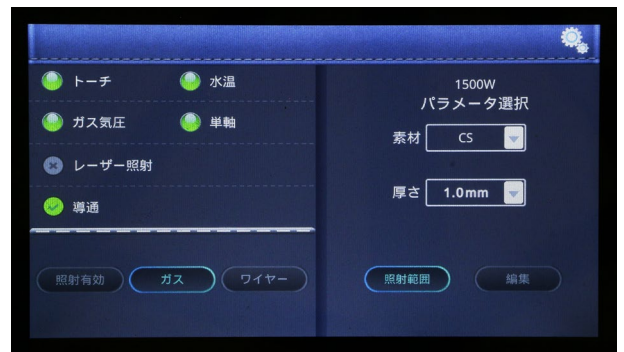 トーチ
水温
ガス気圧
単軸
レーザー照射
導通
照射有効
ガス
ワイヤー
1500W
パラメータ選択
素材
CS
厚さ
1.0mm
照射範囲
編集